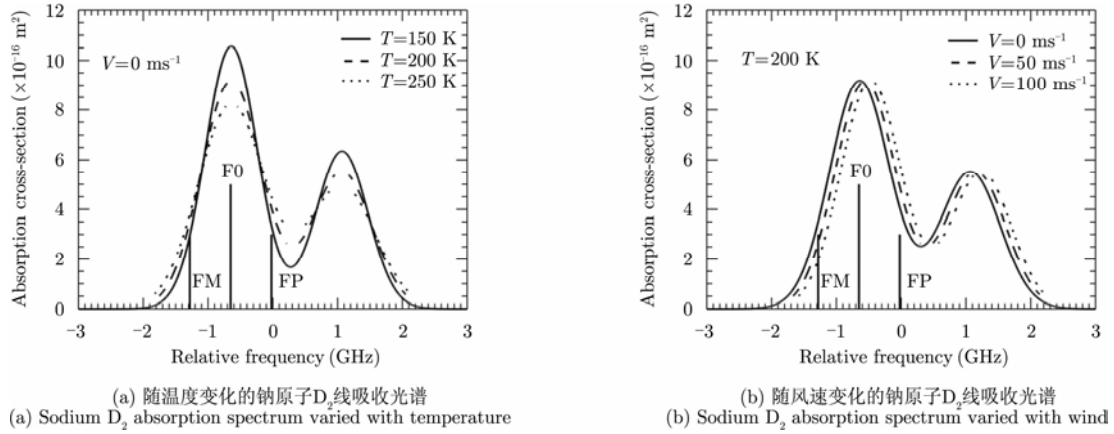 12
10
8
6
4
2
0
−3
−2
−1
0
1
2
3
Absorption cross-section (×10⁻¹⁶ m²)
Relative frequency (GHz)
V=0 ms⁻¹
T=150 K
T=200 K
T=250 K
F0
FM
FP
(a) 随温度变化的钠原子D₂线吸收光谱
(a) Sodium D₂ absorption spectrum varied with temperature
12
10
8
6
4
2
0
−3
−2
−1
0
1
2
3
Absorption cross-section (×10⁻¹⁶ m²)
Relative frequency (GHz)
T=200 K
V=0 ms⁻¹
V=50 ms⁻¹
V=100 ms⁻¹
F0
FM
FP
(b) 随风速变化的钠原子D₂线吸收光谱
(b) Sodium D₂ absorption spectrum varied with wind